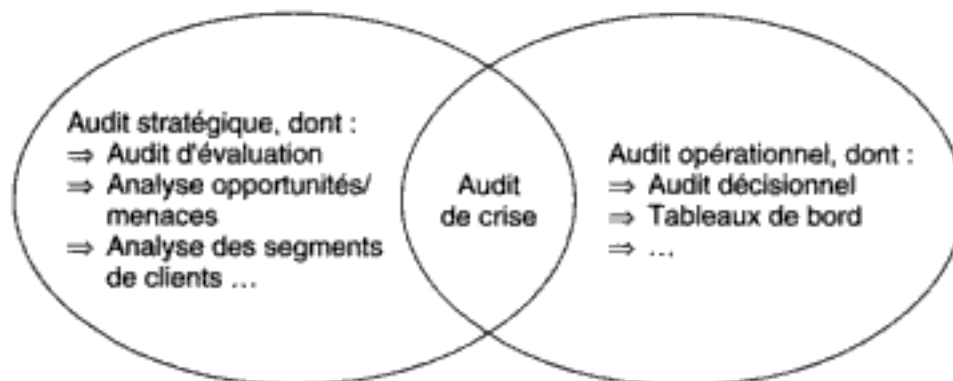 Audit stratégique, dont :
⇒ Audit d'évaluation
⇒ Analyse opportunités/
menaces
⇒ Analyse des segments
de clients ...
Audit
de crise
Audit opérationnel, dont :
⇒ Audit décisionnel
⇒ Tableaux de bord
⇒ ...